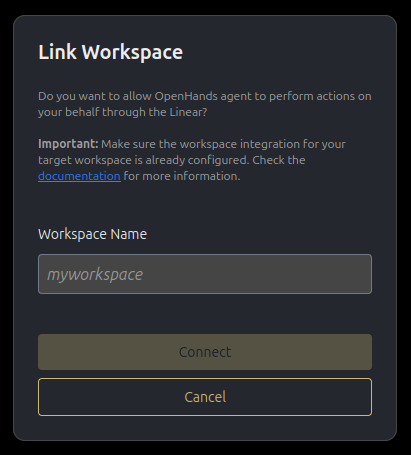 Link Workspace
Do you want to allow OpenHands agent to perform actions on
your behalf through the Linear?
Important: Make sure the workspace integration for your
target workspace is already configured. Check the
documentation for more information.
Workspace Name
myworkspace
Connect
Cancel